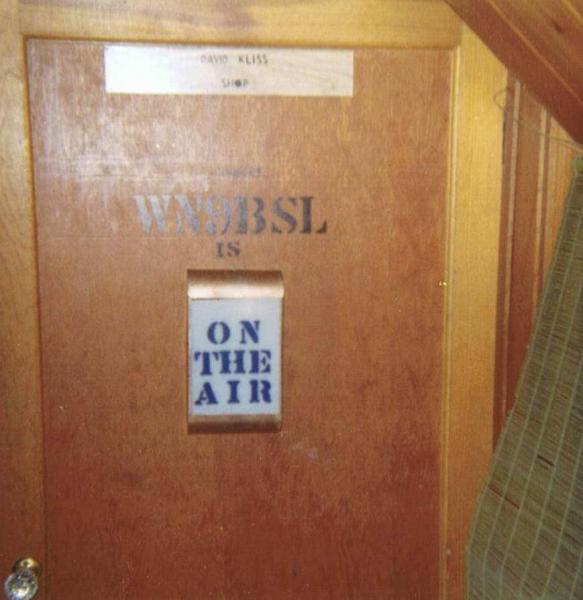 DAVID KLISS
SHOP
WN9BSL
IS
ON
THE
AIR